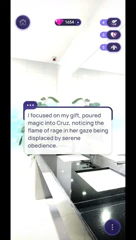 1604
I focused on my gift, poured
magic into Cruz, noticing the
flame of rage in her gaze being
displaced by serene
obedience.